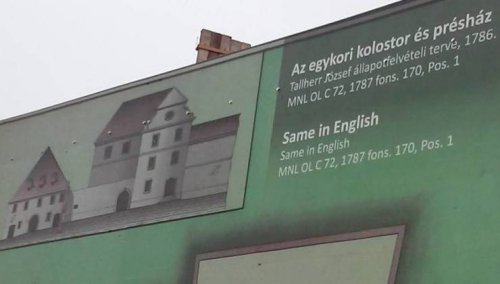 Az egykori kolostor és présház
Tallherr József állapotfelvételi terve, 1786.
MNL OL C 72, 1787 fons. 170, Pos. 1
Same in English
Same in English
MNL OL C 72, 1787 fons. 170, Pos. 1